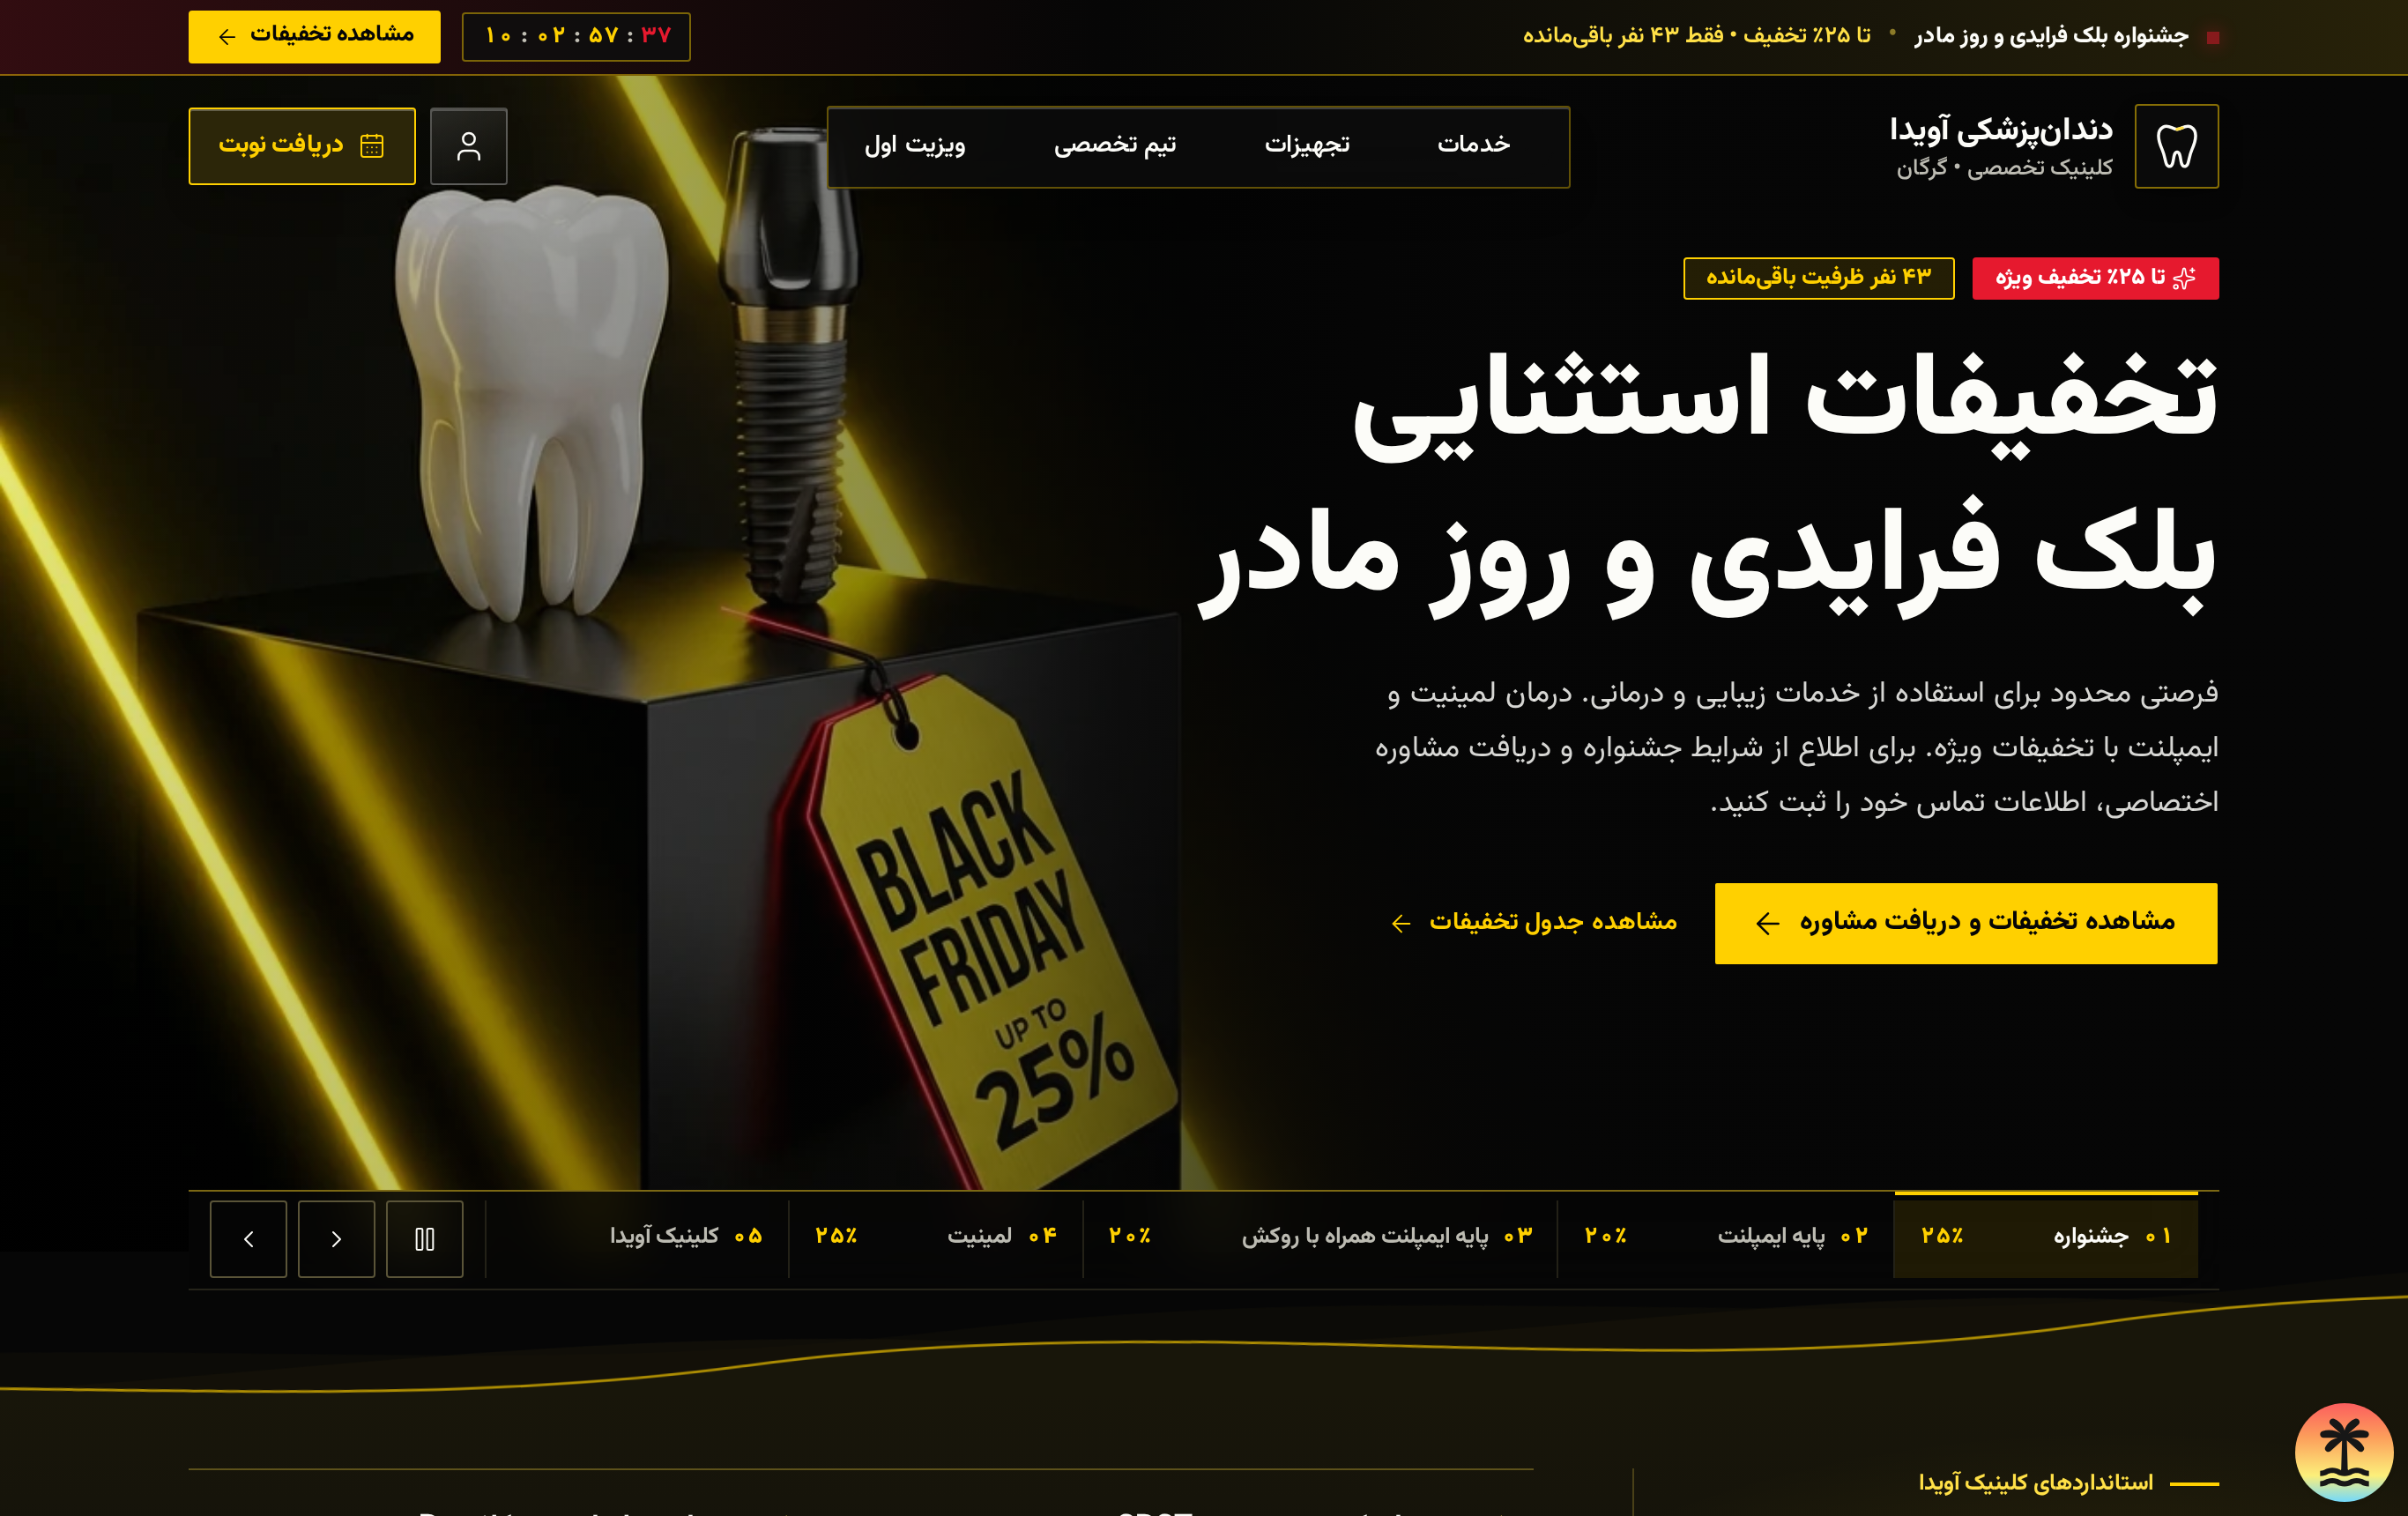 جشنواره بلک فرایدی و روز مادر • تا ۲۵٪ تخفیف • فقط ۴۳ نفر باقی‌مانده
۱۰ : ۰۲ : ۵۷ : ۳۷
مشاهده تخفیفات
دندان‌پزشکی آویدا
کلینیک تخصصی • گرگان
خدمات
تجهیزات
تیم تخصصی
ویزیت اول
دریافت نوبت
تا ۲۵٪ تخفیف ویژه
۴۳ نفر ظرفیت باقی‌مانده
تخفیفات استثنایی
بلک فرایدی و روز مادر
فرصتی محدود برای استفاده از خدمات زیبایی و درمانی. درمان لمینیت و
ایمپلنت با تخفیفات ویژه. برای اطلاع از شرایط جشنواره و دریافت مشاوره
اختصاصی، اطلاعات تماس خود را ثبت کنید.
مشاهده تخفیفات و دریافت مشاوره
مشاهده جدول تخفیفات
BLACK
FRIDAY
UP TO
25%
۰۱ جشنواره ۲۵٪
۰۲ پایه ایمپلنت ۲۰٪
۰۳ پایه ایمپلنت همراه با روکش ۲۰٪
۰۴ لمینیت ۲۵٪
۰۵ کلینیک آویدا
استانداردهای کلینیک آویدا